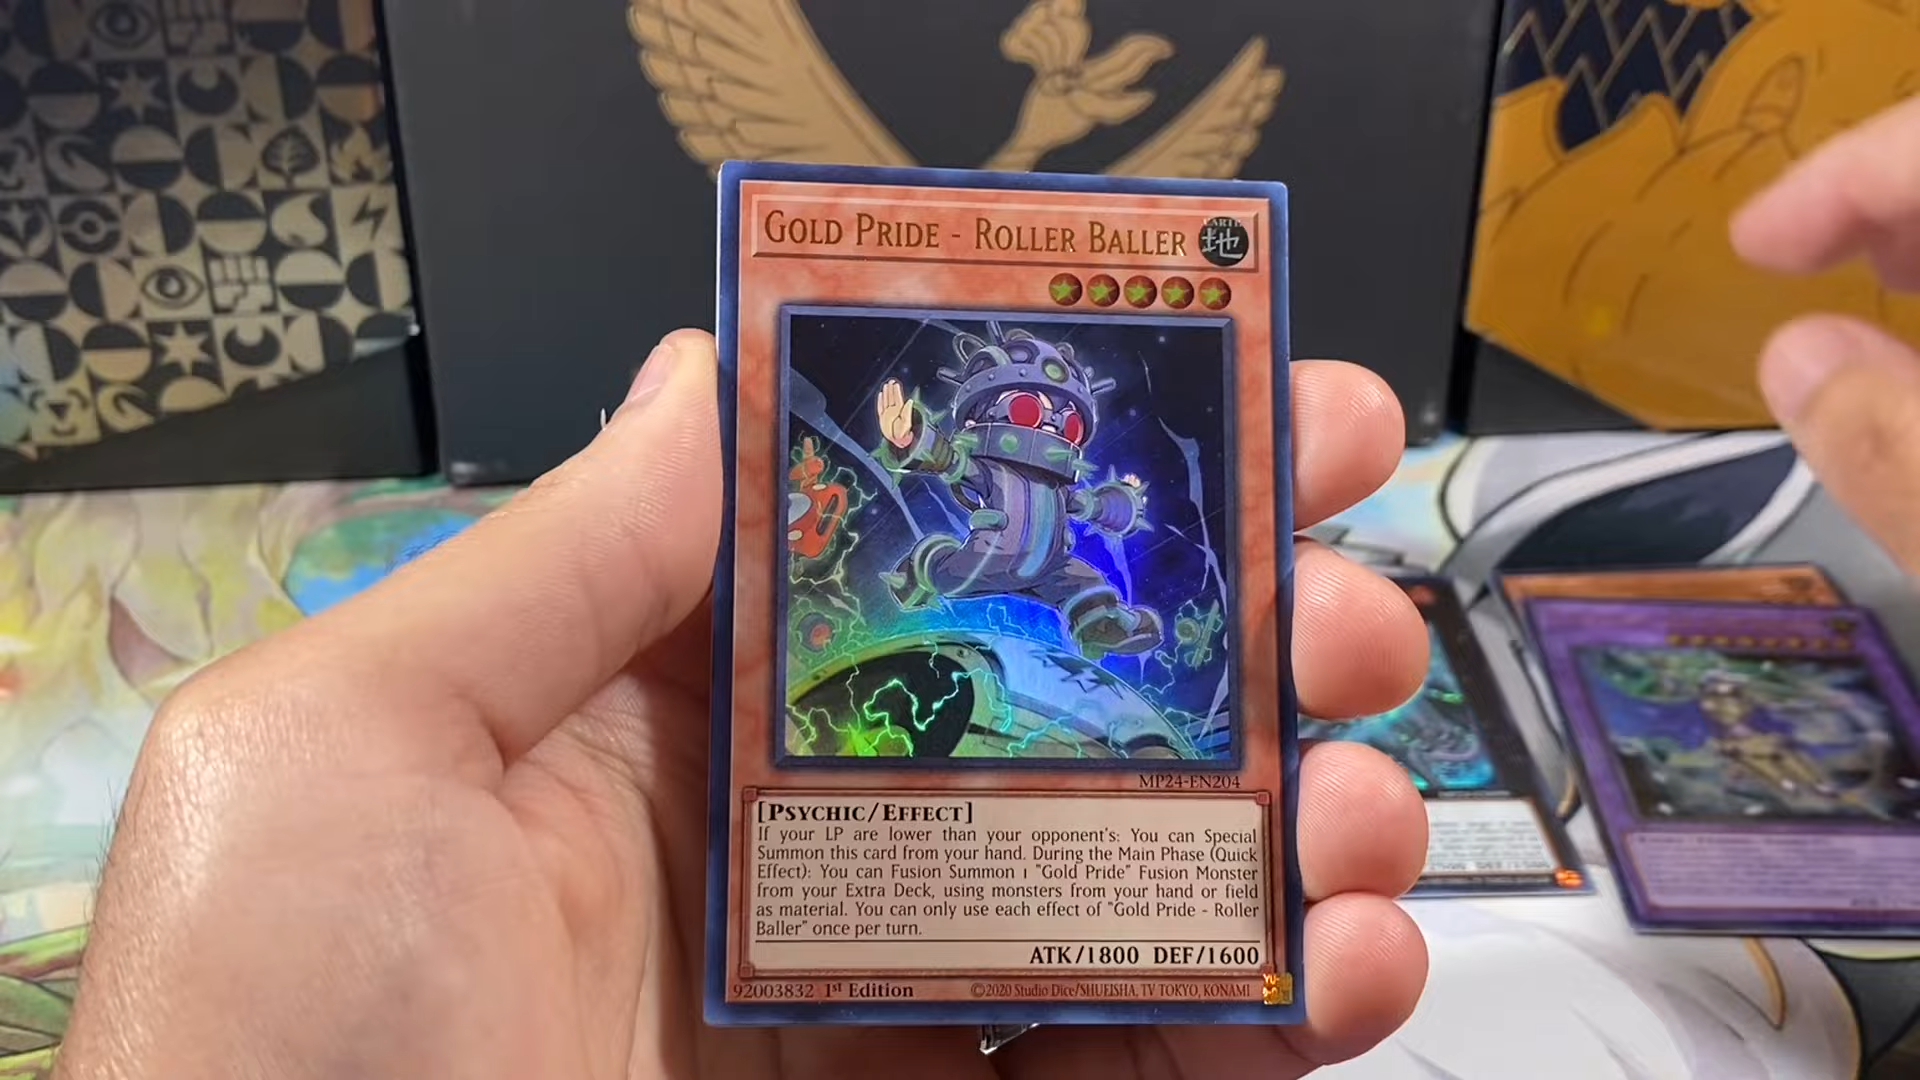 GOLD PRIDE - ROLLER BALLER
EARTH
地
MP24-EN204
[PSYCHIC/EFFECT]
If your LP are lower than your opponent's: You can Special
Summon this card from your hand. During the Main Phase (Quick
Effect): You can Fusion Summon 1 "Gold Pride" Fusion Monster
from your Extra Deck, using monsters from your hand or field
as material. You can only use each effect of "Gold Pride - Roller
Baller" once per turn.
ATK/1800 DEF/1600
92003832 1st Edition
©2020 Studio Dice/SHUEISHA, TV TOKYO, KONAMI